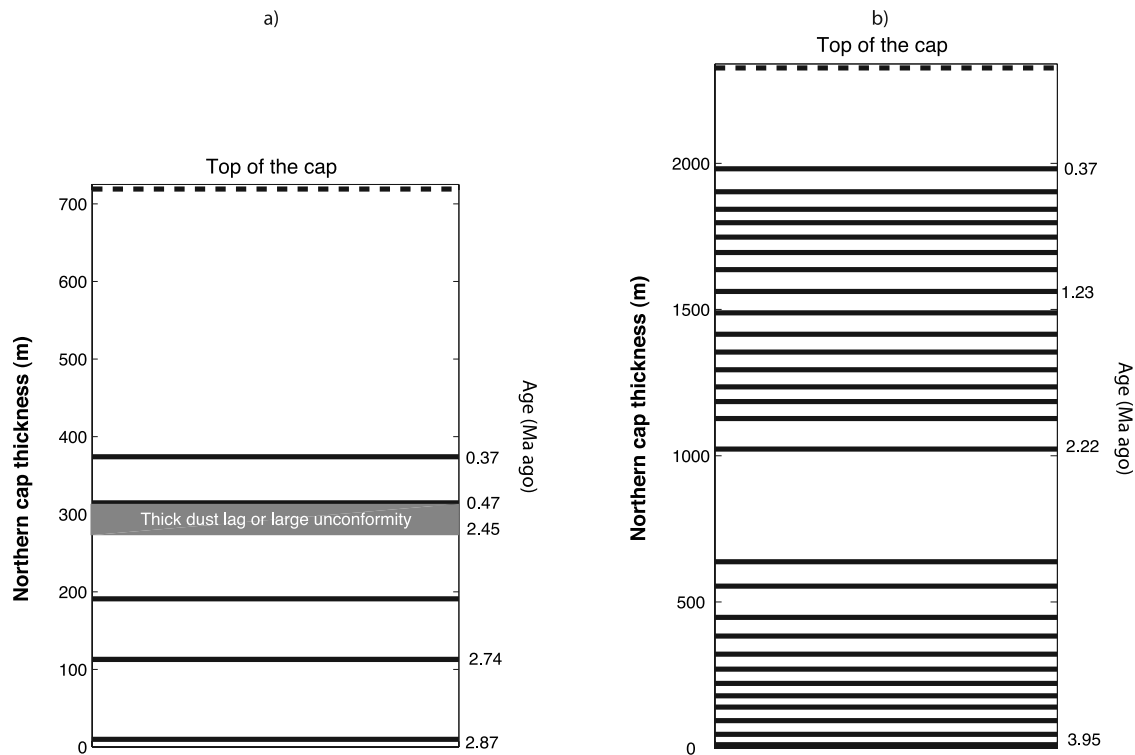 a)
Top of the cap
700
600
500
400
300
200
100
0
Northern cap thickness (m)
Thick dust lag or large unconformity
0.37
0.47
2.45
2.74
2.87
Age (Ma ago)
b)
Top of the cap
2000
1500
1000
500
0
Northern cap thickness (m)
0.37
1.23
2.22
3.95
Age (Ma ago)